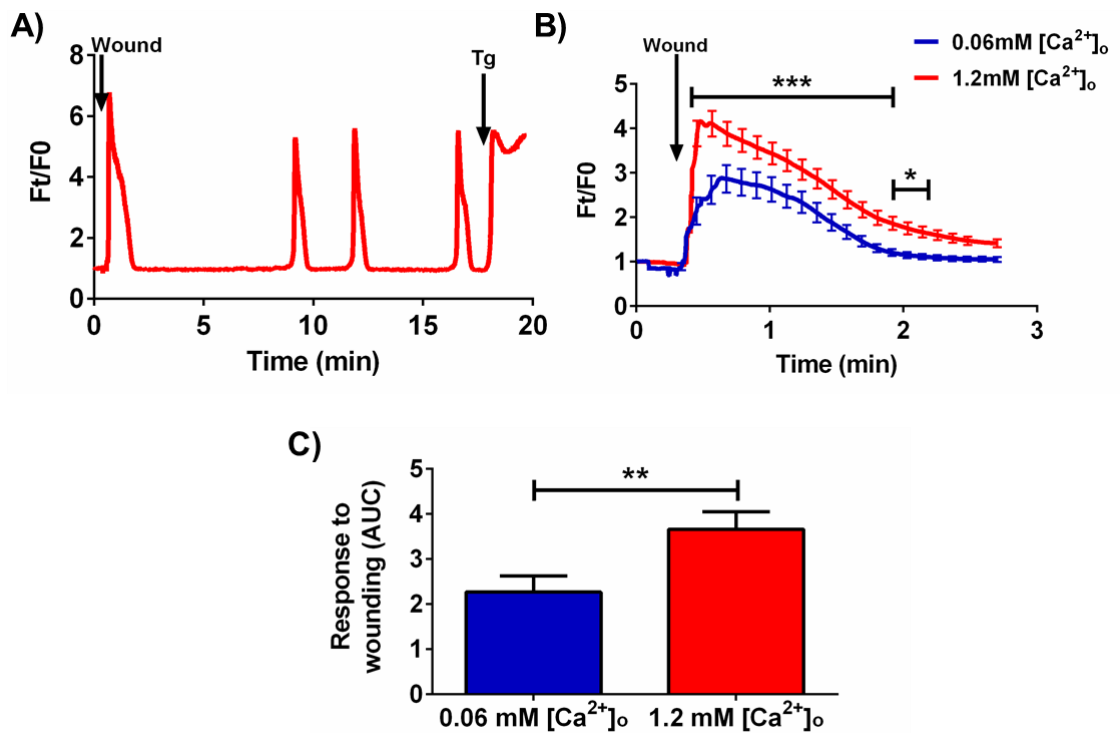 A)
Wound
Tg
8
6
4
2
0
Ft/F0
0 5 10 15 20
Time (min)
B)
Wound
0.06mM [Ca²⁺]ₒ
1.2mM [Ca²⁺]ₒ
***
*
5
4
3
2
1
0
Ft/F0
0 1 2 3
Time (min)
C)
**
5
4
3
2
1
0
Response to
wounding (AUC)
0.06 mM [Ca²⁺]ₒ 1.2 mM [Ca²⁺]ₒ